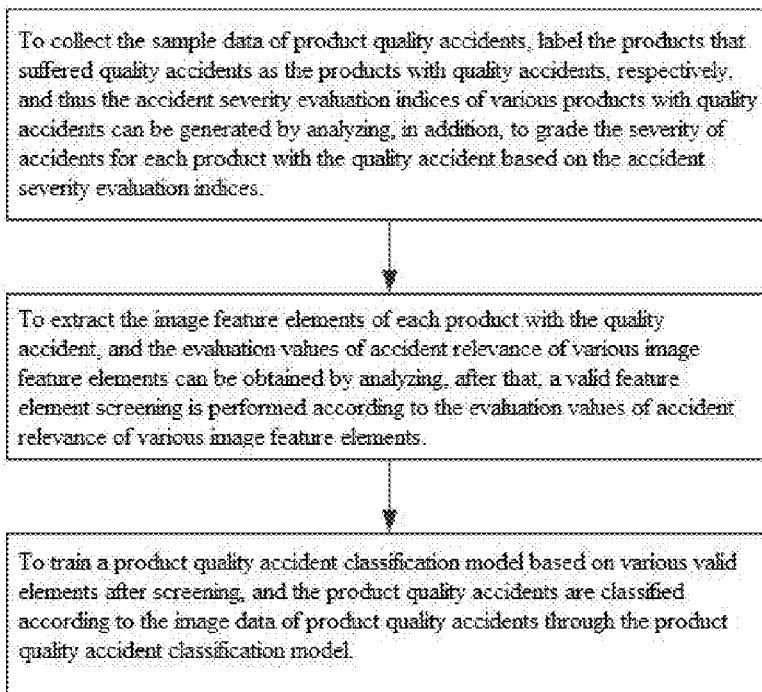 To collect the sample data of product quality accidents, label the products that
suffered quality accidents as the products with quality accidents, respectively,
and thus the accident severity evaluation indices of various products with quality
accidents can be generated by analyzing, in addition, to grade the severity of
accidents for each product with the quality accident based on the accident
severity evaluation indices.
To extract the image feature elements of each product with the quality
accident, and the evaluation values of accident relevance of various image
feature elements can be obtained by analyzing, after that, a valid feature
element screening is performed according to the evaluation values of accident
relevance of various image feature elements.
To train a product quality accident classification model based on various valid
elements after screening, and the product quality accidents are classified
according to the image data of product quality accidents through the product
quality accident classification model.